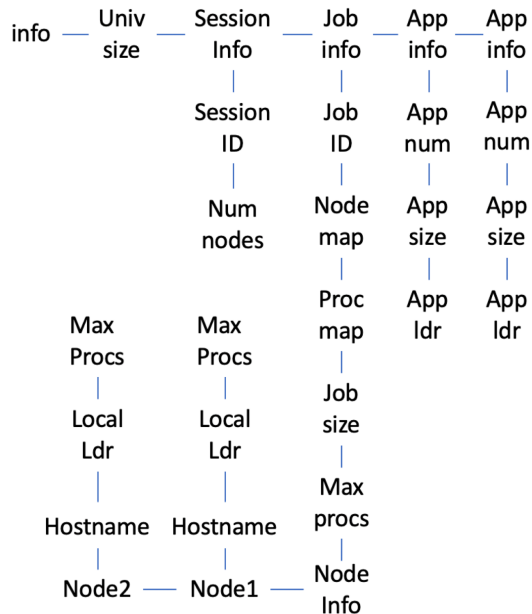 info
Univ
size
Session
Info
Job
info
App
info
App
info
Session
ID
Job
ID
App
num
App
num
Num
nodes
Node
map
App
size
App
size
Proc
map
App
ldr
App
ldr
Max
Procs
Max
Procs
Job
size
Local
Ldr
Local
Ldr
Max
procs
Hostname
Hostname
Node2
Node1
Node
Info